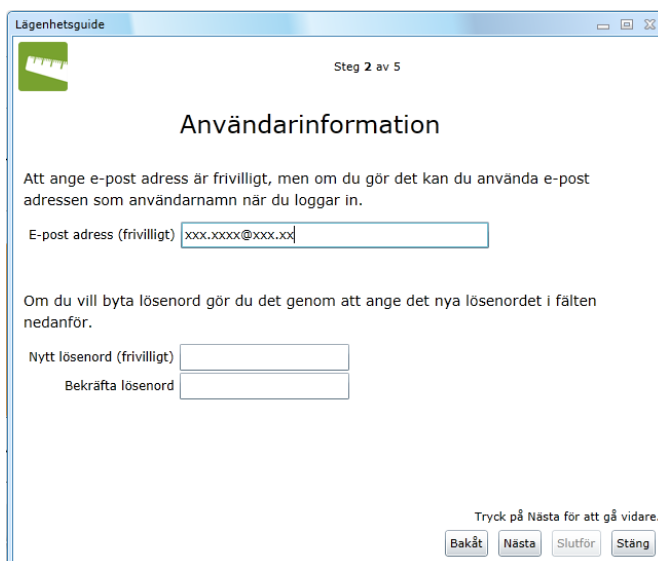 Lägenhetsguide
Steg 2 av 5
Användarinformation
Att ange e-post adress är frivilligt, men om du gör det kan du använda e-post
adressen som användarnamn när du loggar in.
E-post adress (frivilligt) xxx.xxxx@xxx.xx
Om du vill byta lösenord gör du det genom att ange det nya lösenordet i fälten
nedanför.
Nytt lösenord (frivilligt)
Bekräfta lösenord
Tryck på Nästa för att gå vidare.
Bakåt Nästa Slutför Stäng